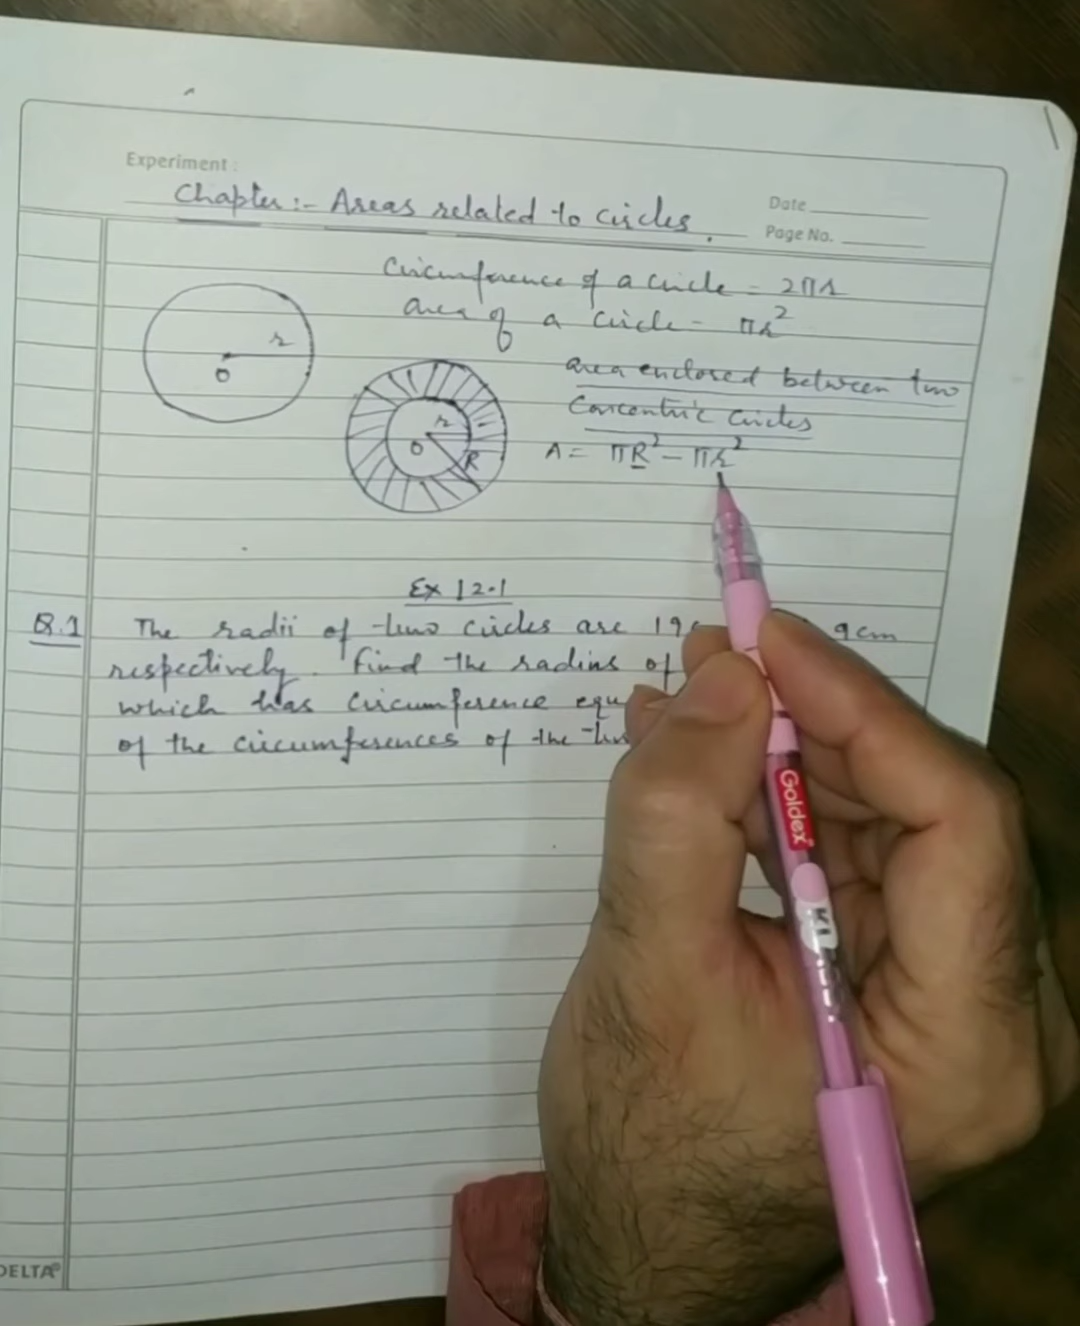 Experiment :
Chapter :- Areas related to circles.
Date
Page No.
Circumference of a circle = 2πr
area of a circle - πr²
r
O
area enclosed between two
Concentric Circles
r
O
R
A = πR² - πr²
Ex 12.1
Q.1 The radii of two circles are 19 9cm
respectively. Find the radius of
which has circumference
of the circumferences of the
Goldex
DELTA